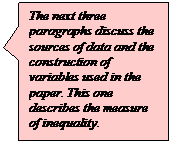 The next three
paragraphs discuss the
sources of data and the
construction of
variables used in the
paper. This one
describes the measure
of inequality.